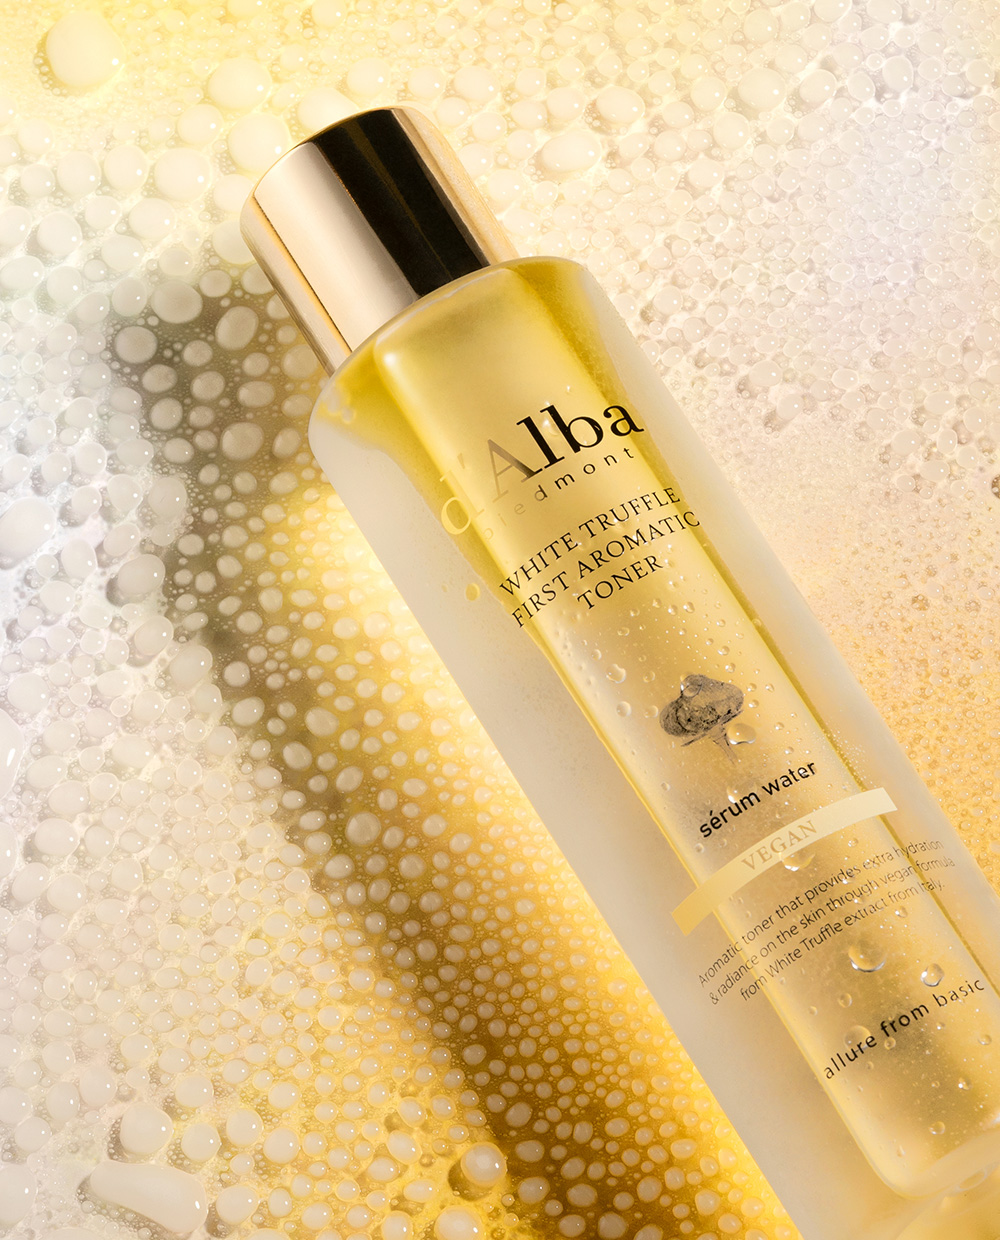 d'Alba
piedmont
WHITE TRUFFLE
FIRST AROMATIC
TONER
sérum water
VEGAN
Aromatic toner that provides extra hydration
& radiance on the skin through vegan formula
from White Truffle extract from Italy.
allure from basic